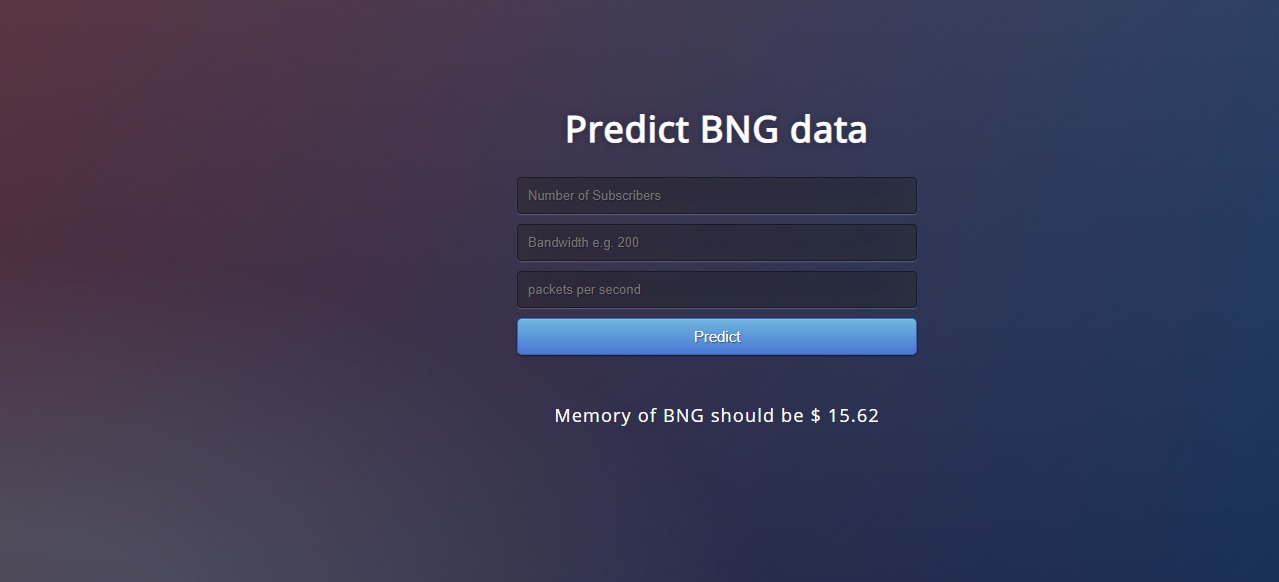 Predict BNG data
Number of Subscribers
Bandwidth e.g. 200
packets per second
Predict
Memory of BNG should be $ 15.62